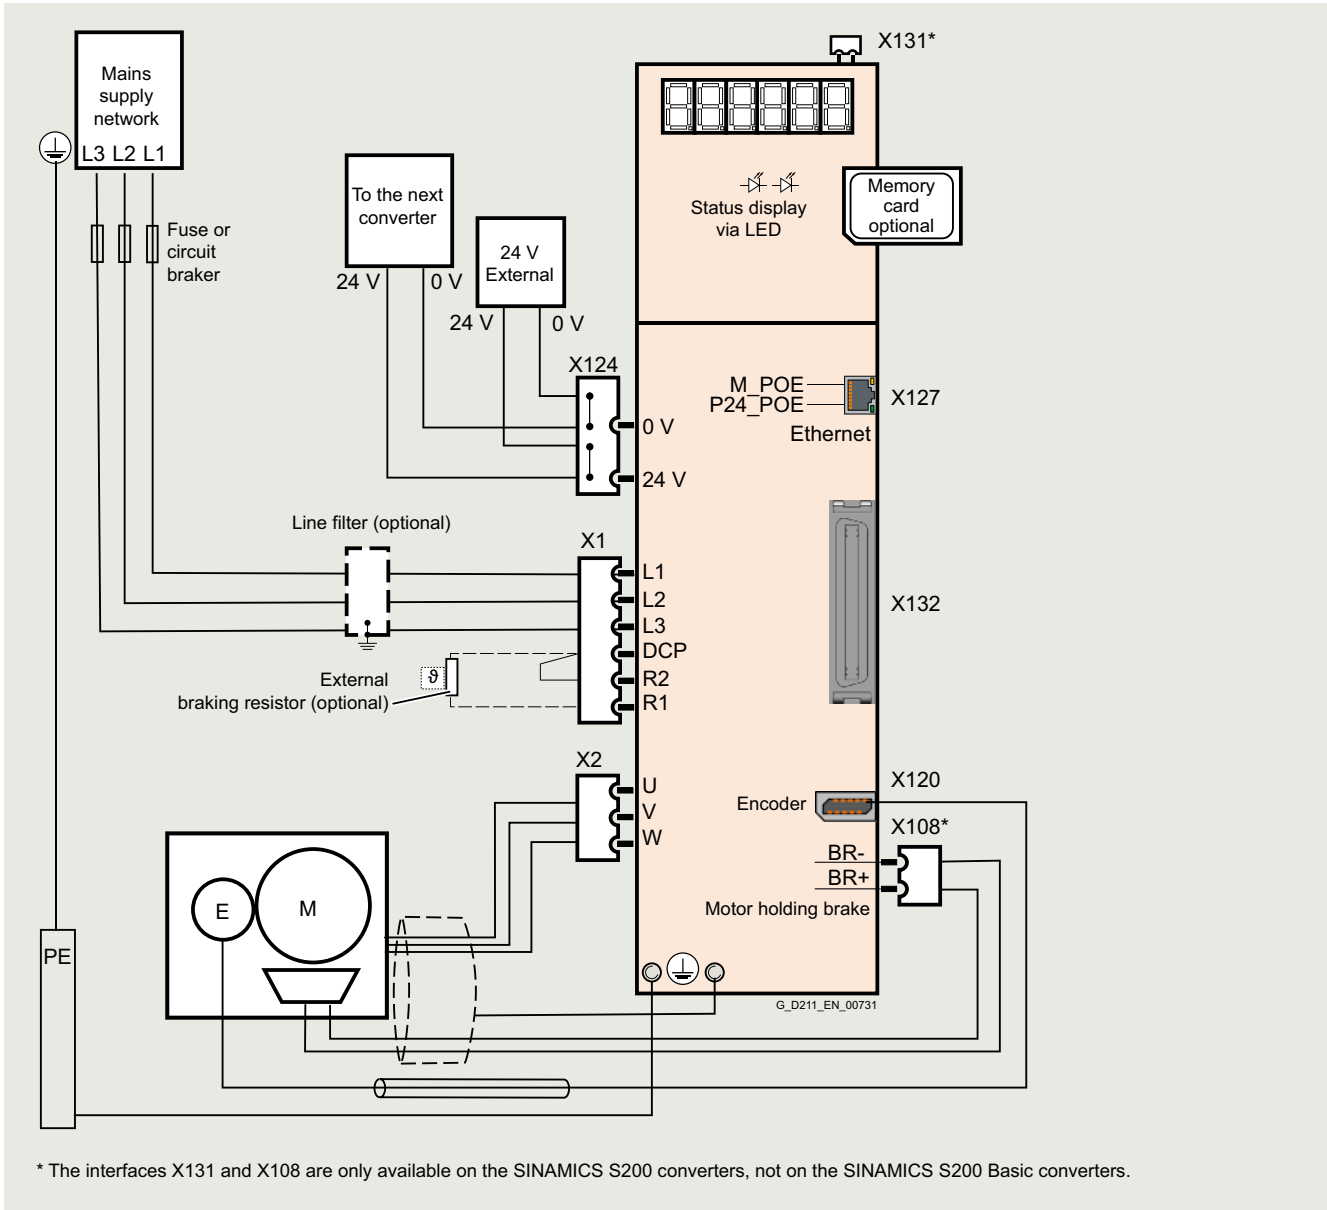 X131*
Mains
supply
network
L3 L2 L1
Fuse or
circuit
braker
To the next
converter
24 V
0 V
24 V
External
24 V
0 V
Status display
via LED
Memory
card
optional
X124
0 V
24 V
M_POE
P24_POE
X127
Ethernet
Line filter (optional)
X1
L1
L2
L3
DCP
R2
R1
X132
ϑ
External
braking resistor (optional)
X2
U
V
W
Encoder
X120
X108*
BR-
BR+
Motor holding brake
E
M
PE
G_D211_EN_00731
* The interfaces X131 and X108 are only available on the SINAMICS S200 converters, not on the SINAMICS S200 Basic converters.